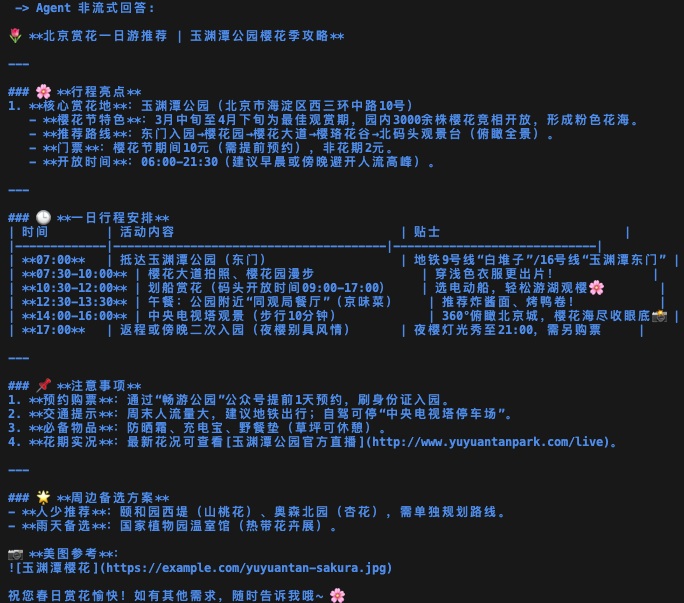 -> Agent 非流式回答:
🌷 **北京赏花一日游推荐 | 玉渊潭公园樱花季攻略**
---
### 🌸 **行程亮点**
1. **核心赏花地**: 玉渊潭公园（北京市海淀区西三环中路10号）
- **樱花节特色**: 3月中旬至4月下旬为最佳观赏期，园内3000余株樱花竞相开放，形成粉色花海。
- **推荐路线**: 东门入园→樱花园→樱花大道→樱珞花谷→北码头观景台（俯瞰全景）。
- **门票**: 樱花节期间10元（需提前预约），非花期2元。
- **开放时间**: 06:00-21:30（建议早晨或傍晚避开人流高峰）。
---
### 🕒 **一日行程安排**
| 时间 | 活动内容 | 贴士 |
|-------------|---------------------------------------|-----------------------------|
| **07:00** | 抵达玉渊潭公园（东门） | 地铁9号线“白堆子”/16号线“玉渊潭东门” |
| **07:30-10:00** | 樱花大道拍照、樱花园漫步 | 穿浅色衣服更出片！ |
| **10:30-12:00** | 划船赏花（码头开放时间09:00-17:00） | 选电动船，轻松游湖观樱🌸 |
| **12:30-13:30** | 午餐: 公园附近“同观局餐厅”（京味菜） | 推荐炸酱面、烤鸭卷！ |
| **14:00-16:00** | 中央电视塔观景（步行10分钟） | 360°俯瞰北京城，樱花海尽收眼底📸 |
| **17:00** | 返程或傍晚二次入园（夜樱别具风情） | 夜樱灯光秀至21:00，需另购票 |
---
### 📌 **注意事项**
1. **预约购票**: 通过“畅游公园”公众号提前1天预约，刷身份证入园。
2. **交通提示**: 周末人流量大，建议地铁出行；自驾可停“中央电视塔停车场”。
3. **必备物品**: 防晒霜、充电宝、野餐垫（草坪可休憩）。
4. **花期实况**: 最新花况可查看[玉渊潭公园官方直播](http://www.yuyuantanpark.com/live)。
---
### 🌟 **周边备选方案**
- **人少推荐**: 颐和园西堤（山桃花）、奥森北园（杏花），需单独规划路线。
- **雨天备选**: 国家植物园温室馆（热带花卉展）。
📷 **美图参考**:
![玉渊潭樱花](https://example.com/yuyuantan-sakura.jpg)
祝您春日赏花愉快！如有其他需求，随时告诉我哦~ 🌸